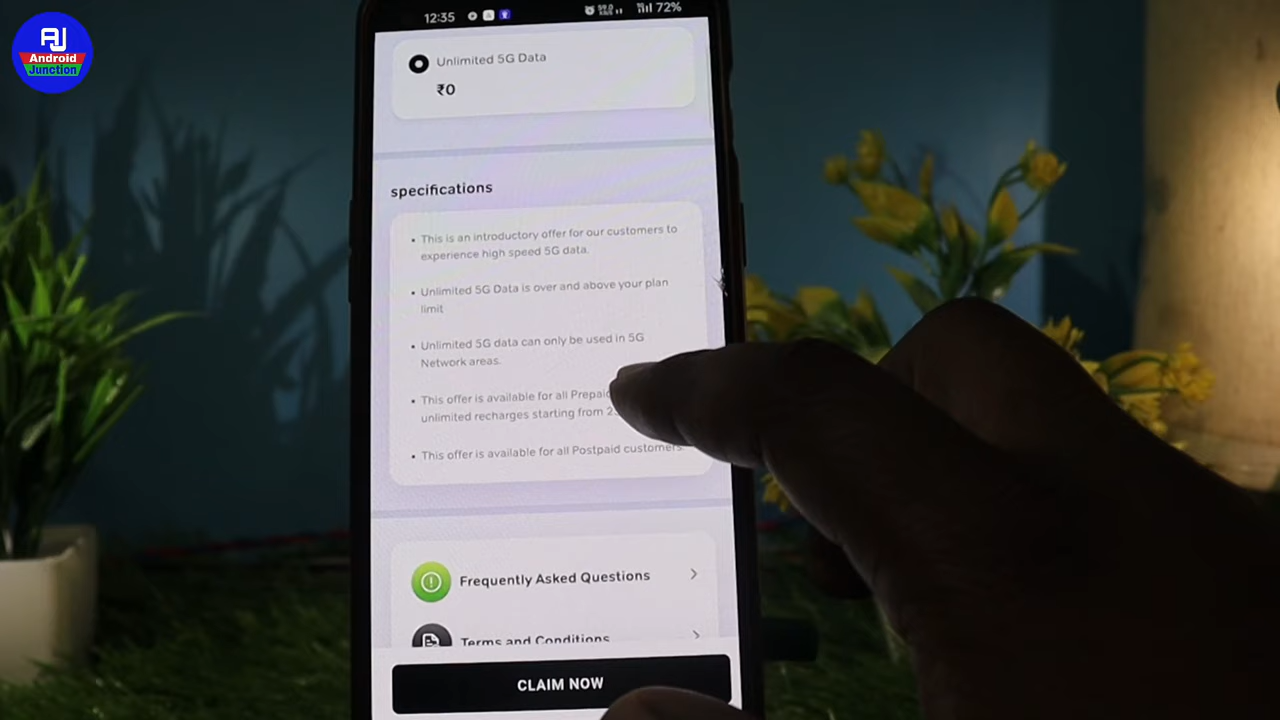 AJ
Android
Junction
12:35
72%
Unlimited 5G Data
₹0
specifications
• This is an introductory offer for our customers to
experience high speed 5G data.
• Unlimited 5G Data is over and above your plan
limit
• Unlimited 5G data can only be used in 5G
Network areas.
• This offer is available for all
unlimited recharges starting from
• This offer is available for all Postpaid customers.
Frequently Asked Questions
Terms and Conditions
CLAIM NOW